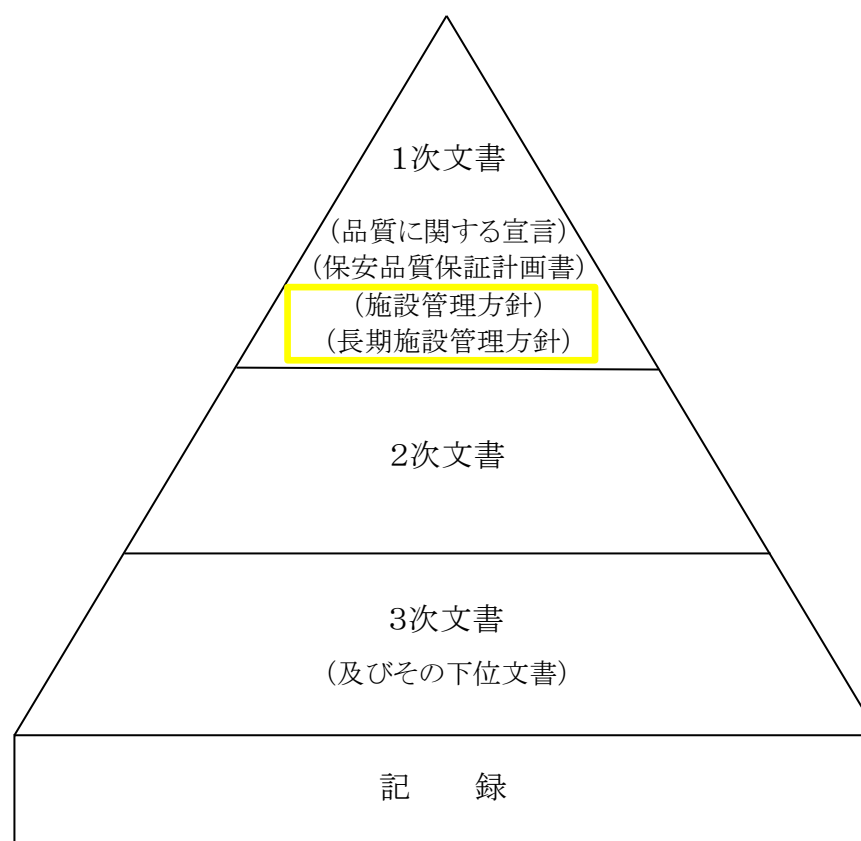 1次文書
(品質に関する宣言)
(保安品質保証計画書)
(施設管理方針)
(長期施設管理方針)
2次文書
3次文書
(及びその下位文書)
記　　録